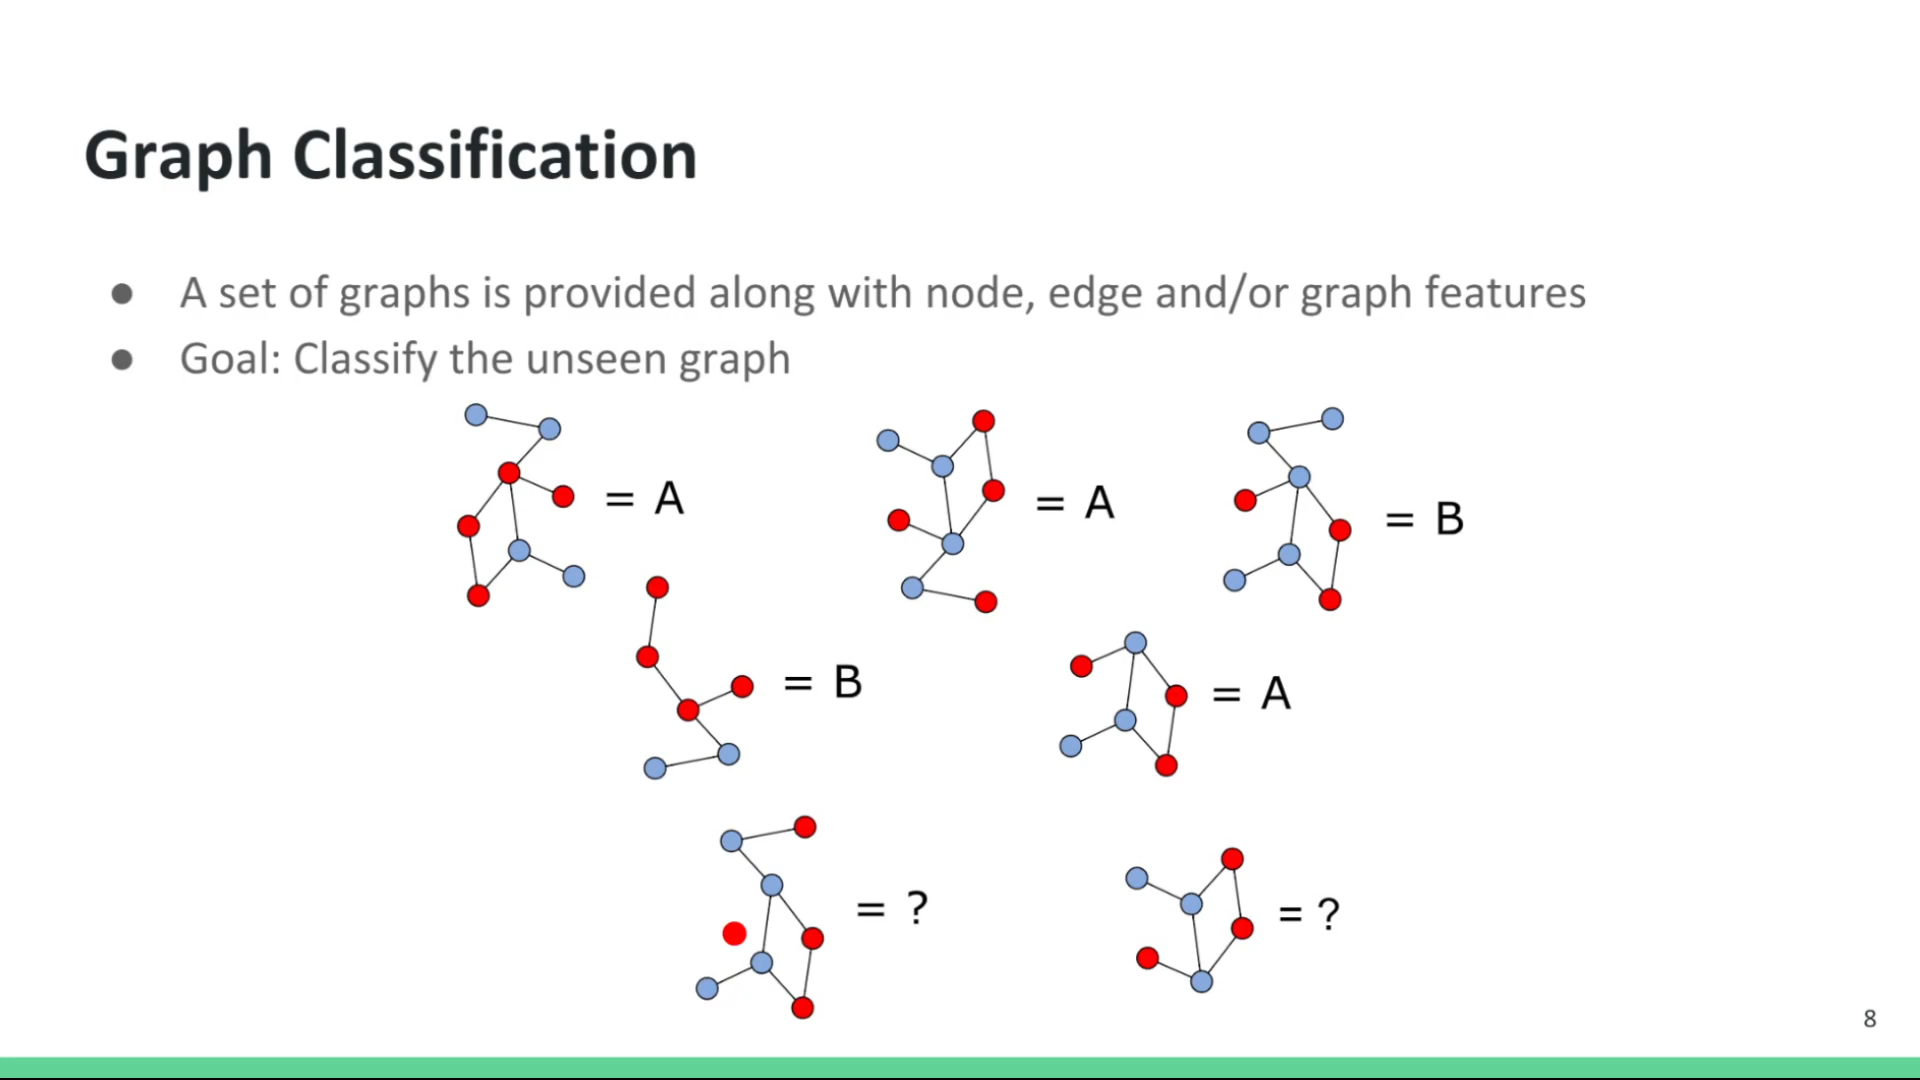 Graph Classification
● A set of graphs is provided along with node, edge and/or graph features
● Goal: Classify the unseen graph
= A
= A
= B
= B
= A
= ?
= ?
8